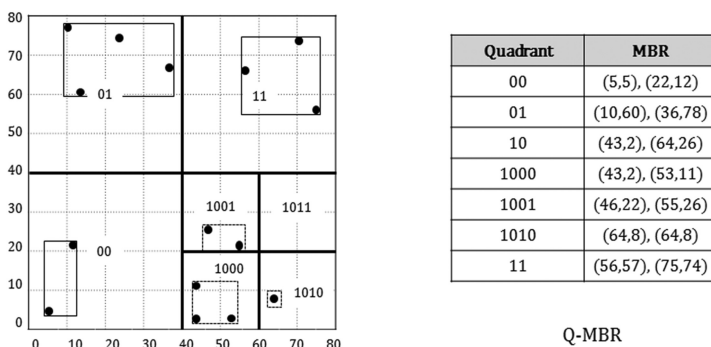 80
70
60
50
40
30
20
10
0
0 10 20 30 40 50 60 70 80
01
11
1001
1011
00
1000
1010
Quadrant MBR
00 (5,5), (22,12)
01 (10,60), (36,78)
10 (43,2), (64,26)
1000 (43,2), (53,11)
1001 (46,22), (55,26)
1010 (64,8), (64,8)
11 (56,57), (75,74)
Q-MBR